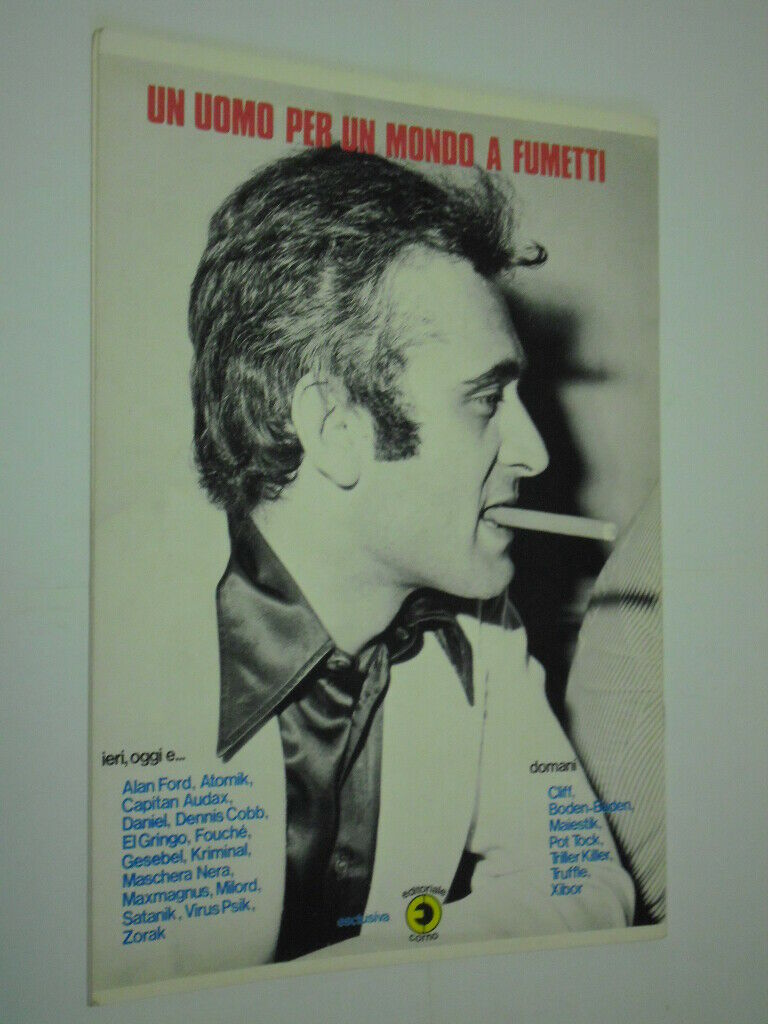 UN UOMO PER UN MONDO A FUMETTI
ieri, oggi e...
Alan Ford, Atomik,
Capitan Audax,
Daniel, Dennis Cobb,
El Gringo, Fouché,
Gesebel, Kriminal,
Maschera Nera,
Maxmagnus, Milord,
Satanik, Virus Psik,
Zorak
domani
Cliff,
Boden-Baden,
Maiestik,
Pot Tock,
Triller Killer,
Truffle,
Xibor
esclusiva
editoriale
corno